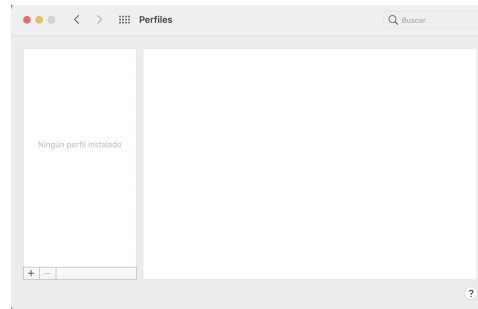 Perfiles
Buscar
Ningún perfil instalado
+ −
?